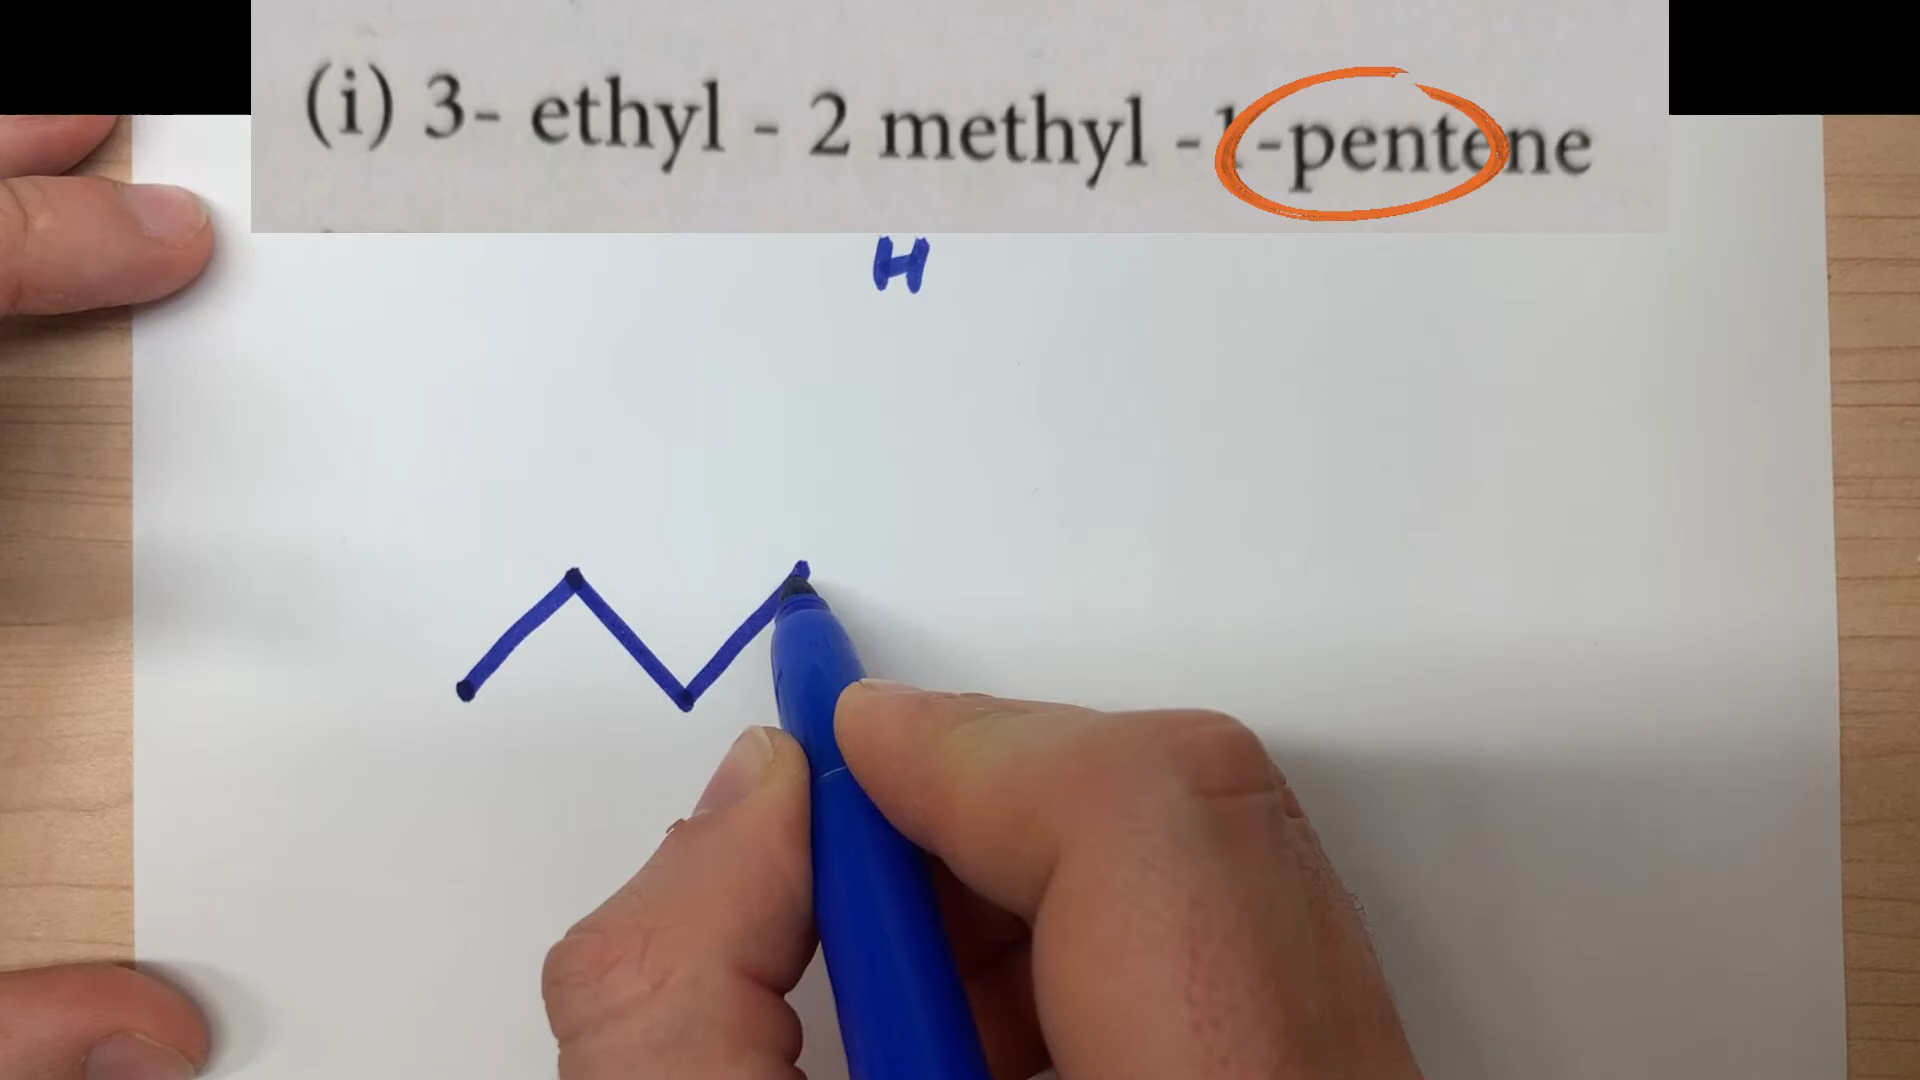 (i) 3- ethyl - 2 methyl -1-pentene
H